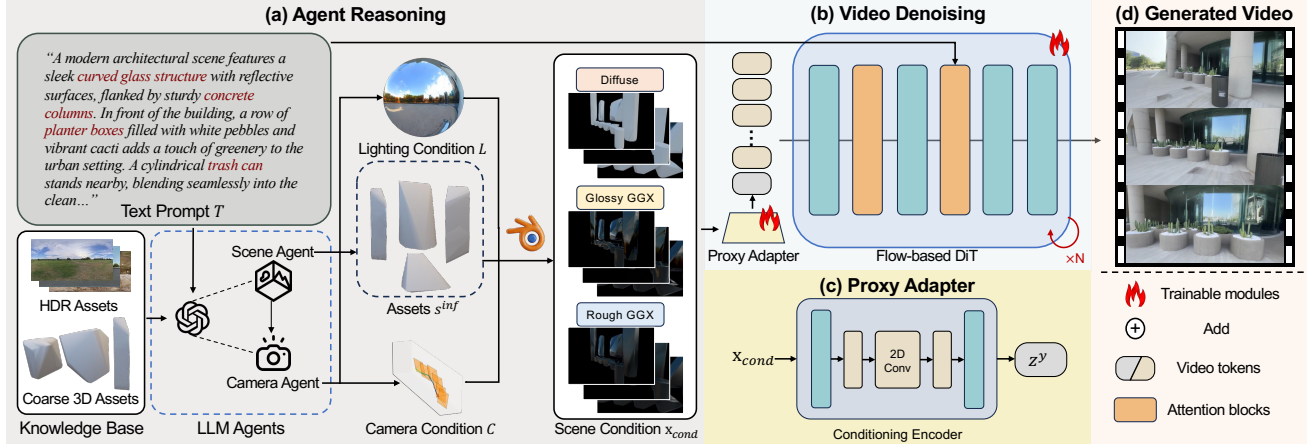 (a) Agent Reasoning
“A modern architectural scene features a
sleek curved glass structure with reflective
surfaces, flanked by sturdy concrete
columns. In front of the building, a row of
planter boxes filled with white pebbles and
vibrant cacti adds a touch of greenery to the
urban setting. A cylindrical trash can
stands nearby, blending seamlessly into the
clean…”
Text Prompt T
HDR Assets
Coarse 3D Assets
Knowledge Base
Scene Agent
Camera Agent
LLM Agents
Lighting Condition L
Assets s^{inf}
Camera Condition C
Diffuse
Glossy GGX
Rough GGX
Scene Condition x_{cond}
(b) Video Denoising
Proxy Adapter
Flow-based DiT
×N
(c) Proxy Adapter
x_{cond}
2D
Conv
z^{y}
Conditioning Encoder
(d) Generated Video
Trainable modules
Add
Video tokens
Attention blocks